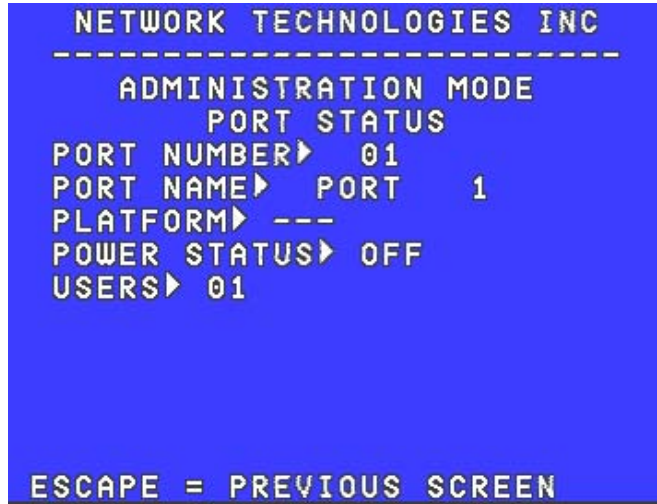 NETWORK TECHNOLOGIES INC
--------------------------
ADMINISTRATION MODE
PORT STATUS
PORT NUMBER▶ 01
PORT NAME▶ PORT 1
PLATFORM▶ ---
POWER STATUS▶ OFF
USERS▶ 01
ESCAPE = PREVIOUS SCREEN